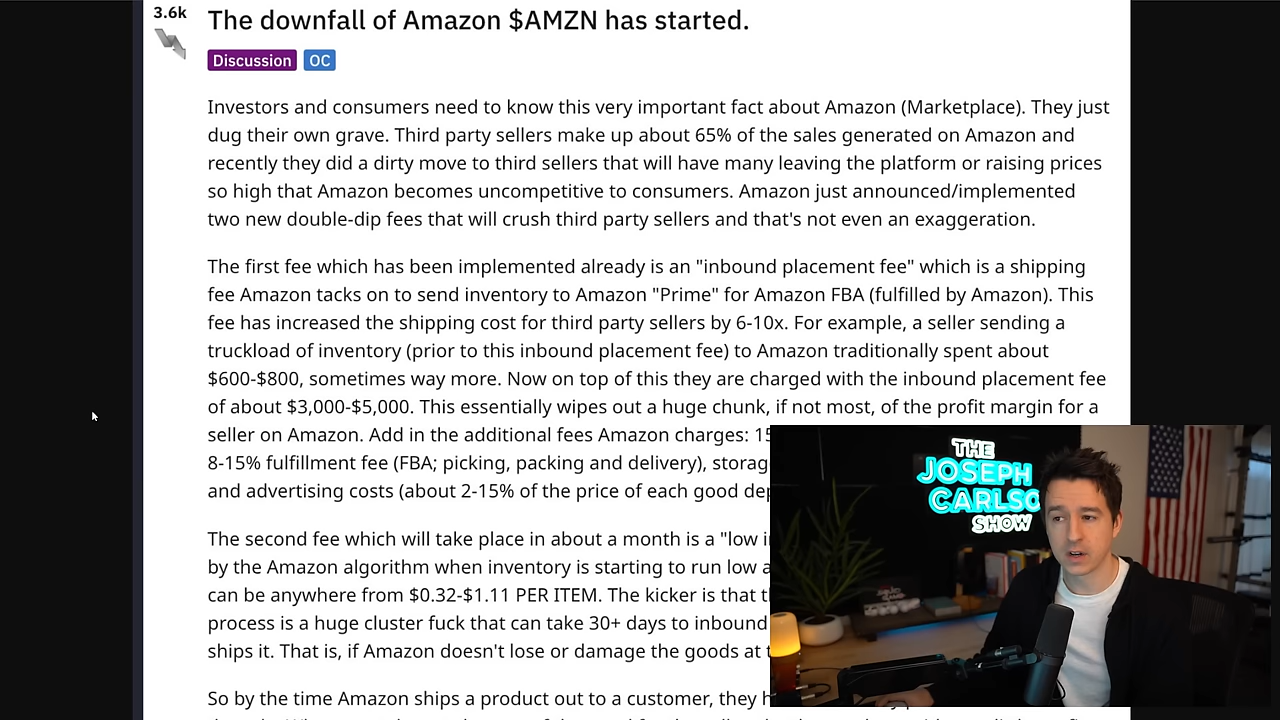 3.6k
The downfall of Amazon $AMZN has started.
Discussion OC
Investors and consumers need to know this very important fact about Amazon (Marketplace). They just
dug their own grave. Third party sellers make up about 65% of the sales generated on Amazon and
recently they did a dirty move to third sellers that will have many leaving the platform or raising prices
so high that Amazon becomes uncompetitive to consumers. Amazon just announced/implemented
two new double-dip fees that will crush third party sellers and that's not even an exaggeration.
The first fee which has been implemented already is an "inbound placement fee" which is a shipping
fee Amazon tacks on to send inventory to Amazon "Prime" for Amazon FBA (fulfilled by Amazon). This
fee has increased the shipping cost for third party sellers by 6-10x. For example, a seller sending a
truckload of inventory (prior to this inbound placement fee) to Amazon traditionally spent about
$600-$800, sometimes way more. Now on top of this they are charged with the inbound placement fee
of about $3,000-$5,000. This essentially wipes out a huge chunk, if not most, of the profit margin for a
seller on Amazon. Add in the additional fees Amazon charges: 15
8-15% fulfillment fee (FBA; picking, packing and delivery), storag
and advertising costs (about 2-15% of the price of each good de
The second fee which will take place in about a month is a "low i
by the Amazon algorithm when inventory is starting to run low a
can be anywhere from $0.32-$1.11 PER ITEM. The kicker is that t
process is a huge cluster fuck that can take 30+ days to inbound
ships it. That is, if Amazon doesn't lose or damage the goods at
So by the time Amazon ships a product out to a customer, they h
THE
JOSEPH
CARLSO
SHOW